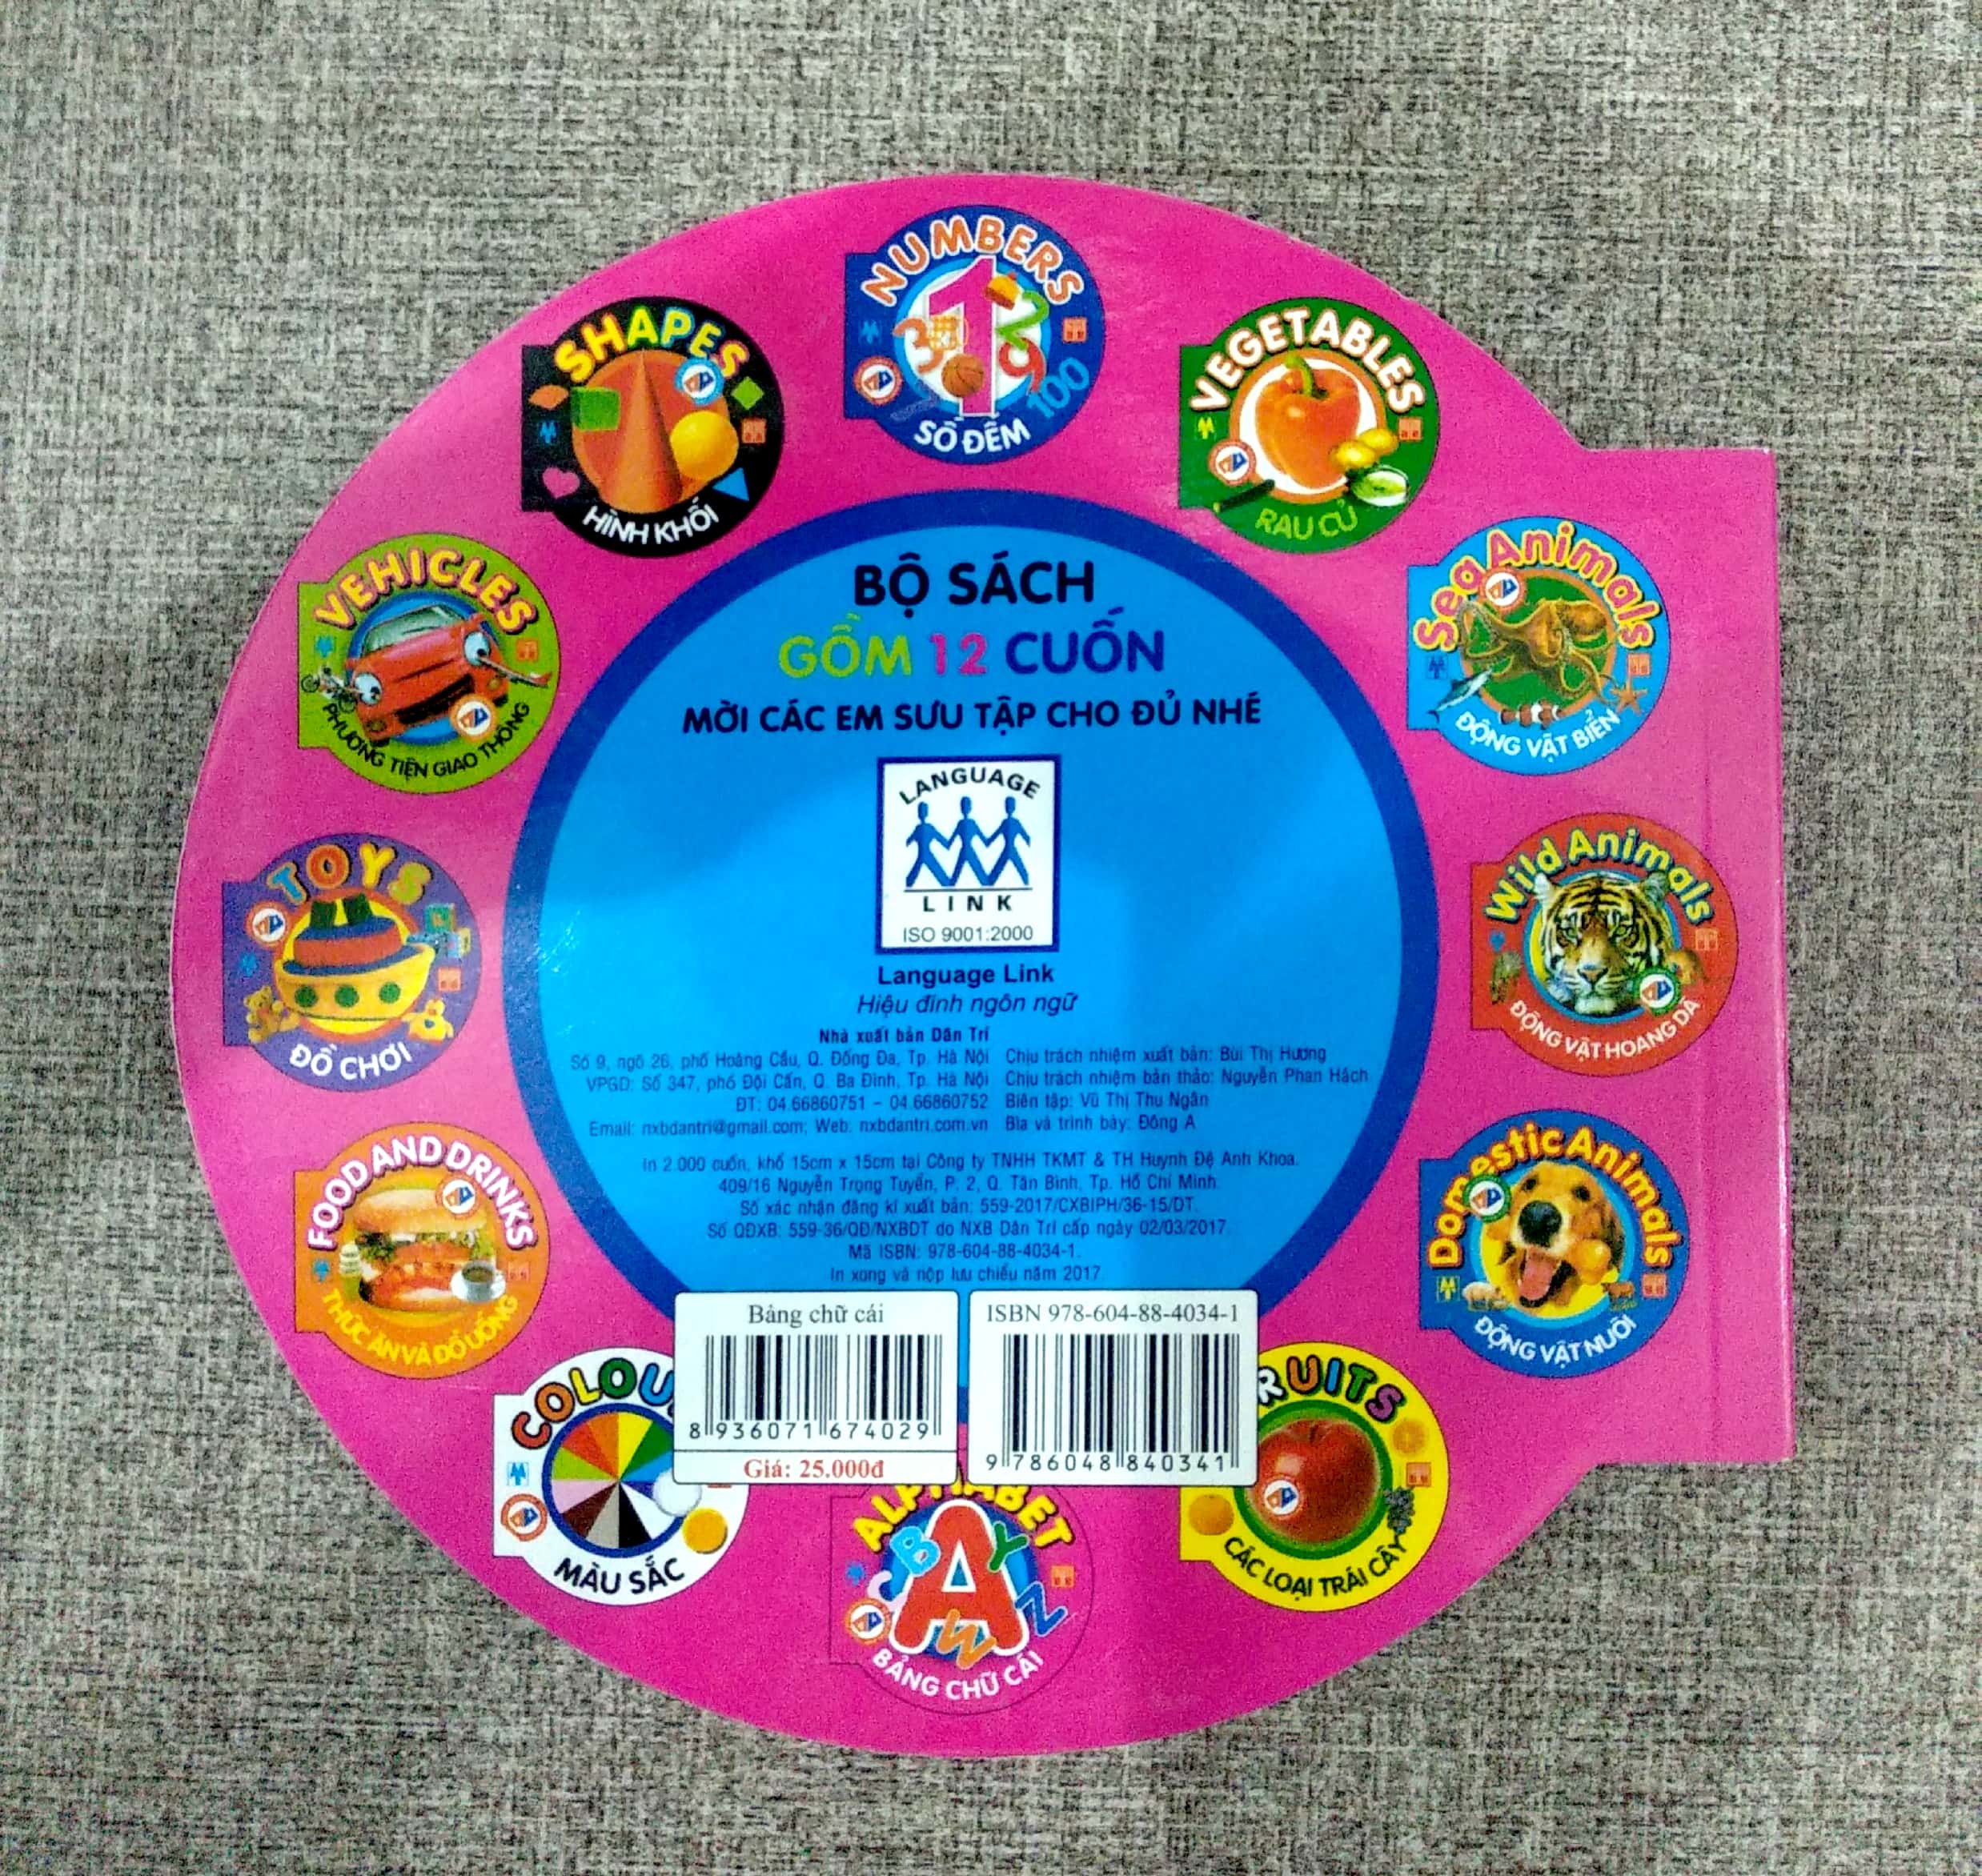 NUMBERS
100
SỐ ĐẾM
SHAPES
HÌNH KHỐI
VEGETABLES
RAU CỦ
VEHICLES
PHƯƠNG TIỆN GIAO THÔNG
Sea Animals
ĐỘNG VẬT BIỂN
TOYS
ĐỒ CHƠI
Wild Animals
ĐỘNG VẬT HOANG DÃ
FOOD AND DRINKS
THỨC ĂN VÀ ĐỒ UỐNG
Domestic Animals
ĐỘNG VẬT NUÔI
BỘ SÁCH
GỒM 12 CUỐN
MỜI CÁC EM SƯU TẬP CHO ĐỦ NHÉ
LANGUAGE
LINK
ISO 9001:2000
Language Link
Hiệu đính ngôn ngữ
Nhà xuất bản Dân Trí
Số 9, ngõ 26, phố Hoàng Cầu, Q. Đống Đa, Tp. Hà Nội
VPGD: Số 347, phố Đội Cấn, Q. Ba Đình, Tp. Hà Nội
ĐT: 04.66860751 – 04.66860752
Email: nxbdantri@gmail.com; Web: nxbdantri.com.vn
Chịu trách nhiệm xuất bản: Bùi Thị Hương
Chịu trách nhiệm bản thảo: Nguyễn Phan Hách
Biên tập: Vũ Thị Thu Ngân
Bìa và trình bày: Đông A
In 2.000 cuốn, khổ 15cm x 15cm tại Công ty TNHH TKMT & TH Huynh Đệ Anh Khoa.
409/16 Nguyễn Trọng Tuyển, P. 2, Q. Tân Bình, Tp. Hồ Chí Minh.
Số xác nhận đăng kí xuất bản: 559-2017/CXBIPH/36-15/DT.
Số QĐXB: 559-36/QĐ/NXBDT do NXB Dân Trí cấp ngày 02/03/2017.
Mã ISBN: 978-604-88-4034-1.
In xong và nộp lưu chiểu năm 2017.
Bảng chữ cái
8 936071 674029
Giá: 25.000đ
ISBN 978-604-88-4034-1
9 786048 840341
COLOU
MÀU SẮC
ALPHABET
A B C W Y Z
BẢNG CHỮ CÁI
RUITS
CÁC LOẠI TRÁI CÂY